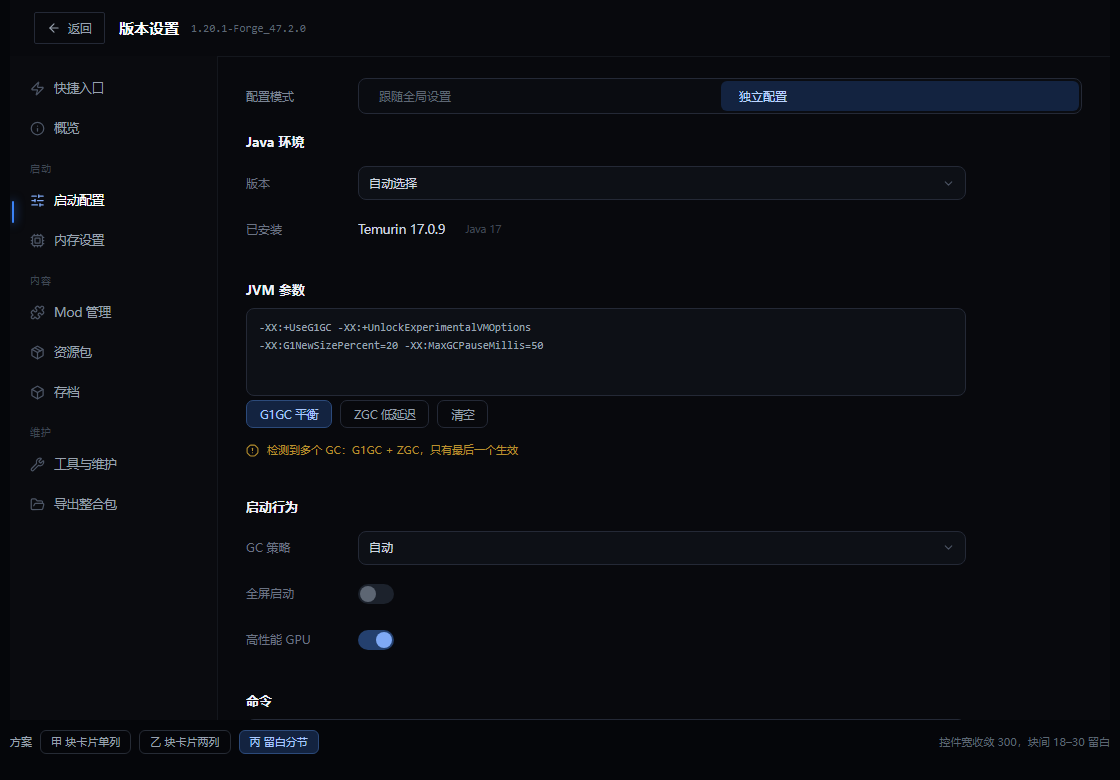 返回 版本设置 1.20.1-Forge_47.2.0
快捷入口
概览
启动
启动配置
内存设置
内容
Mod 管理
资源包
存档
维护
工具与维护
导出整合包
配置模式 跟随全局设置 独立配置
Java 环境
版本 自动选择
已安装 Temurin 17.0.9 Java 17
JVM 参数
-XX:+UseG1GC -XX:+UnlockExperimentalVMOptions
-XX:G1NewSizePercent=20 -XX:MaxGCPauseMillis=50
G1GC 平衡 ZGC 低延迟 清空
检测到多个 GC：G1GC + ZGC，只有最后一个生效
启动行为
GC 策略 自动
全屏启动
高性能 GPU
命令
方案 甲 块卡片单列 乙 块卡片两列 丙 留白分节 控件宽收敛 300，块间 18–30 留白